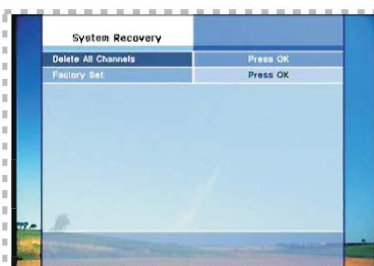 System Recovery
Delete All Channels Press OK
Factory Set Press OK